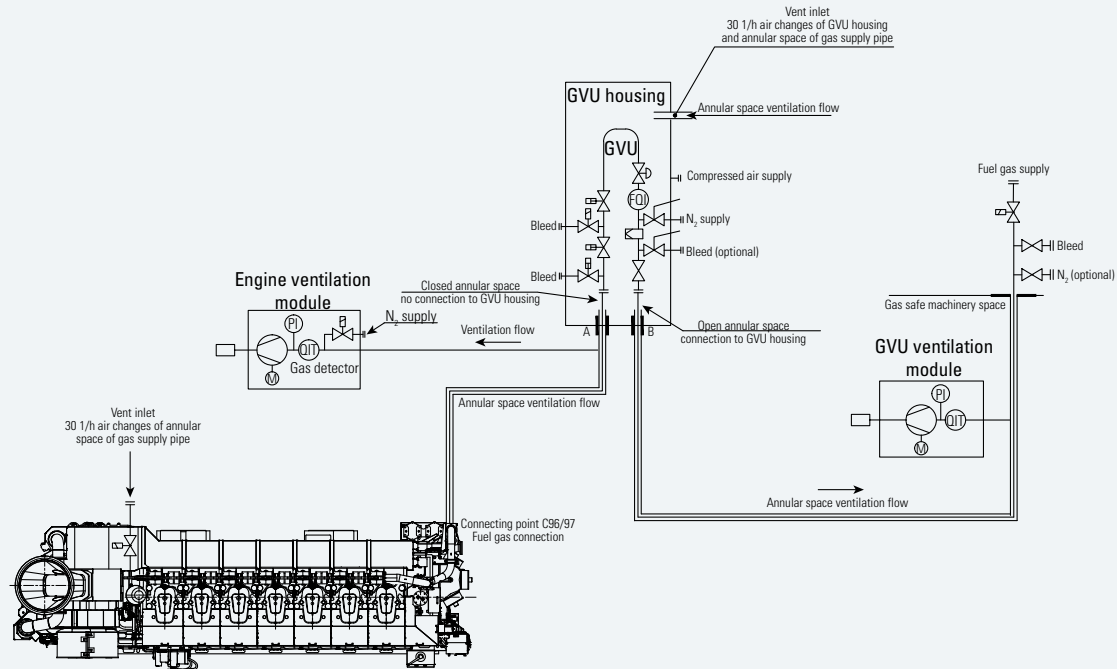 Vent inlet
30 1/h air changes of GVU housing
and annular space of gas supply pipe
GVU housing
Annular space ventilation flow
GVU
Compressed air supply
FQI
N₂ supply
Bleed
Bleed (optional)
Bleed
Closed annular space
no connection to GVU housing
Open annular space
connection to GVU housing
A
B
Fuel gas supply
Bleed
N₂ (optional)
Gas safe machinery space
Engine ventilation
module
N₂ supply
PI
QIT
Gas detector
M
Ventilation flow
Annular space ventilation flow
GVU ventilation
module
PI
QIT
M
Annular space ventilation flow
Vent inlet
30 1/h air changes of annular
space of gas supply pipe
Connecting point C96/97
Fuel gas connection